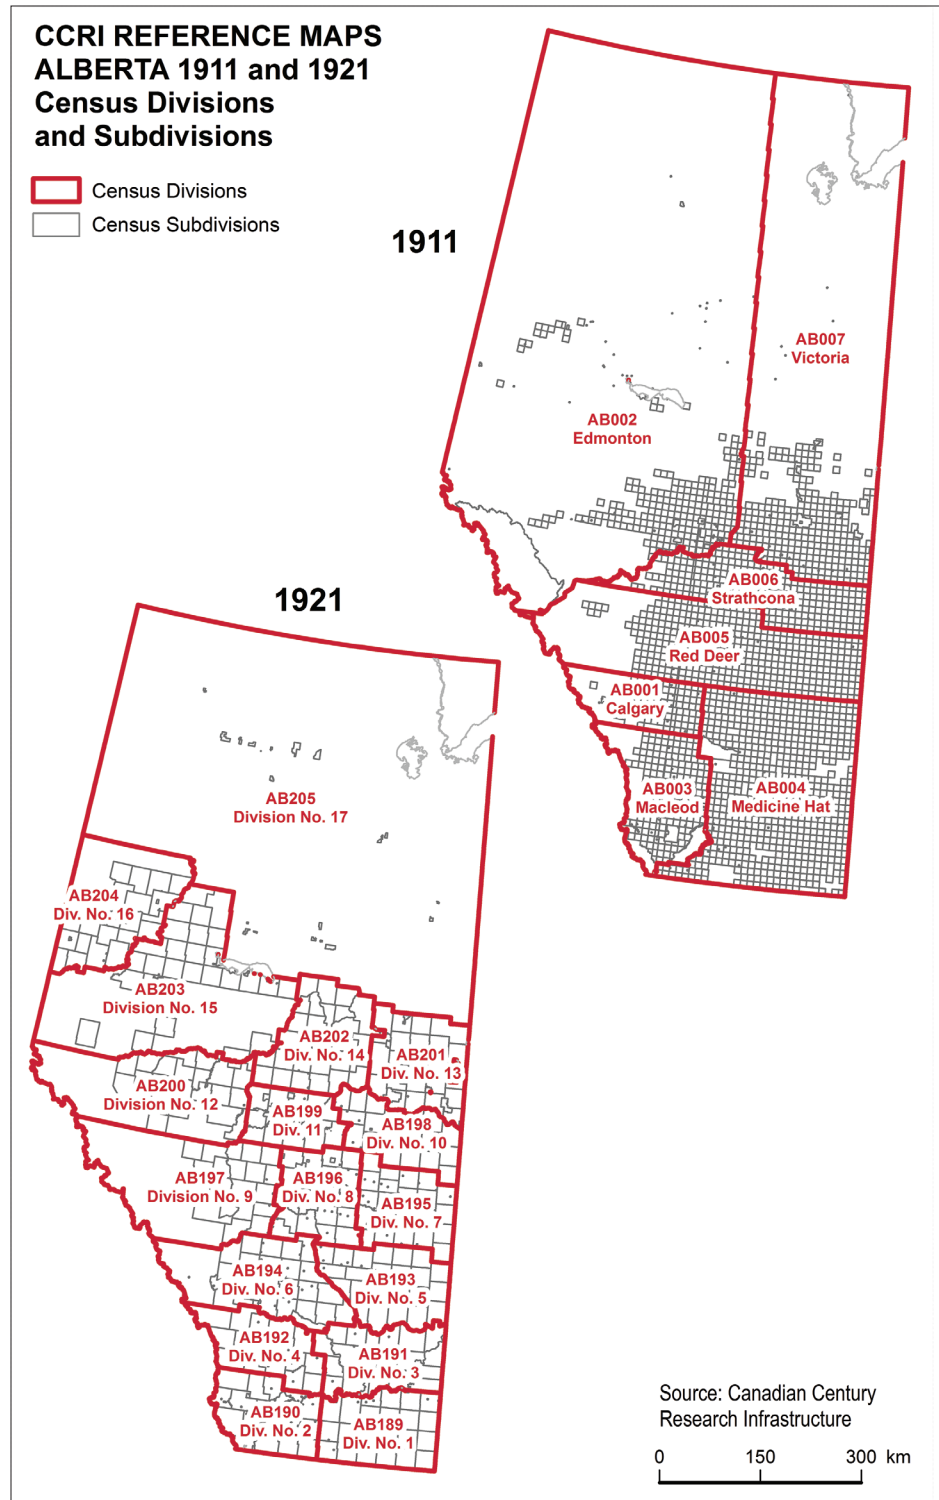 CCRI REFERENCE MAPS
ALBERTA 1911 and 1921
Census Divisions
and Subdivisions
Census Divisions
Census Subdivisions
1911
AB007
Victoria
AB002
Edmonton
AB006
Strathcona
AB005
Red Deer
AB001
Calgary
AB003
Macleod
AB004
Medicine Hat
1921
AB205
Division No. 17
AB204
Div. No. 16
AB203
Division No. 15
AB202
Div. No. 14
AB201
Div. No. 13
AB200
Division No. 12
AB199
Div. 11
AB198
Div. No. 10
AB197
Division No. 9
AB196
Div. No. 8
AB195
Div. No. 7
AB194
Div. No. 6
AB193
Div. No. 5
AB192
Div. No. 4
AB191
Div. No. 3
AB190
Div. No. 2
AB189
Div. No. 1
Source: Canadian Century
Research Infrastructure
0 150 300 km